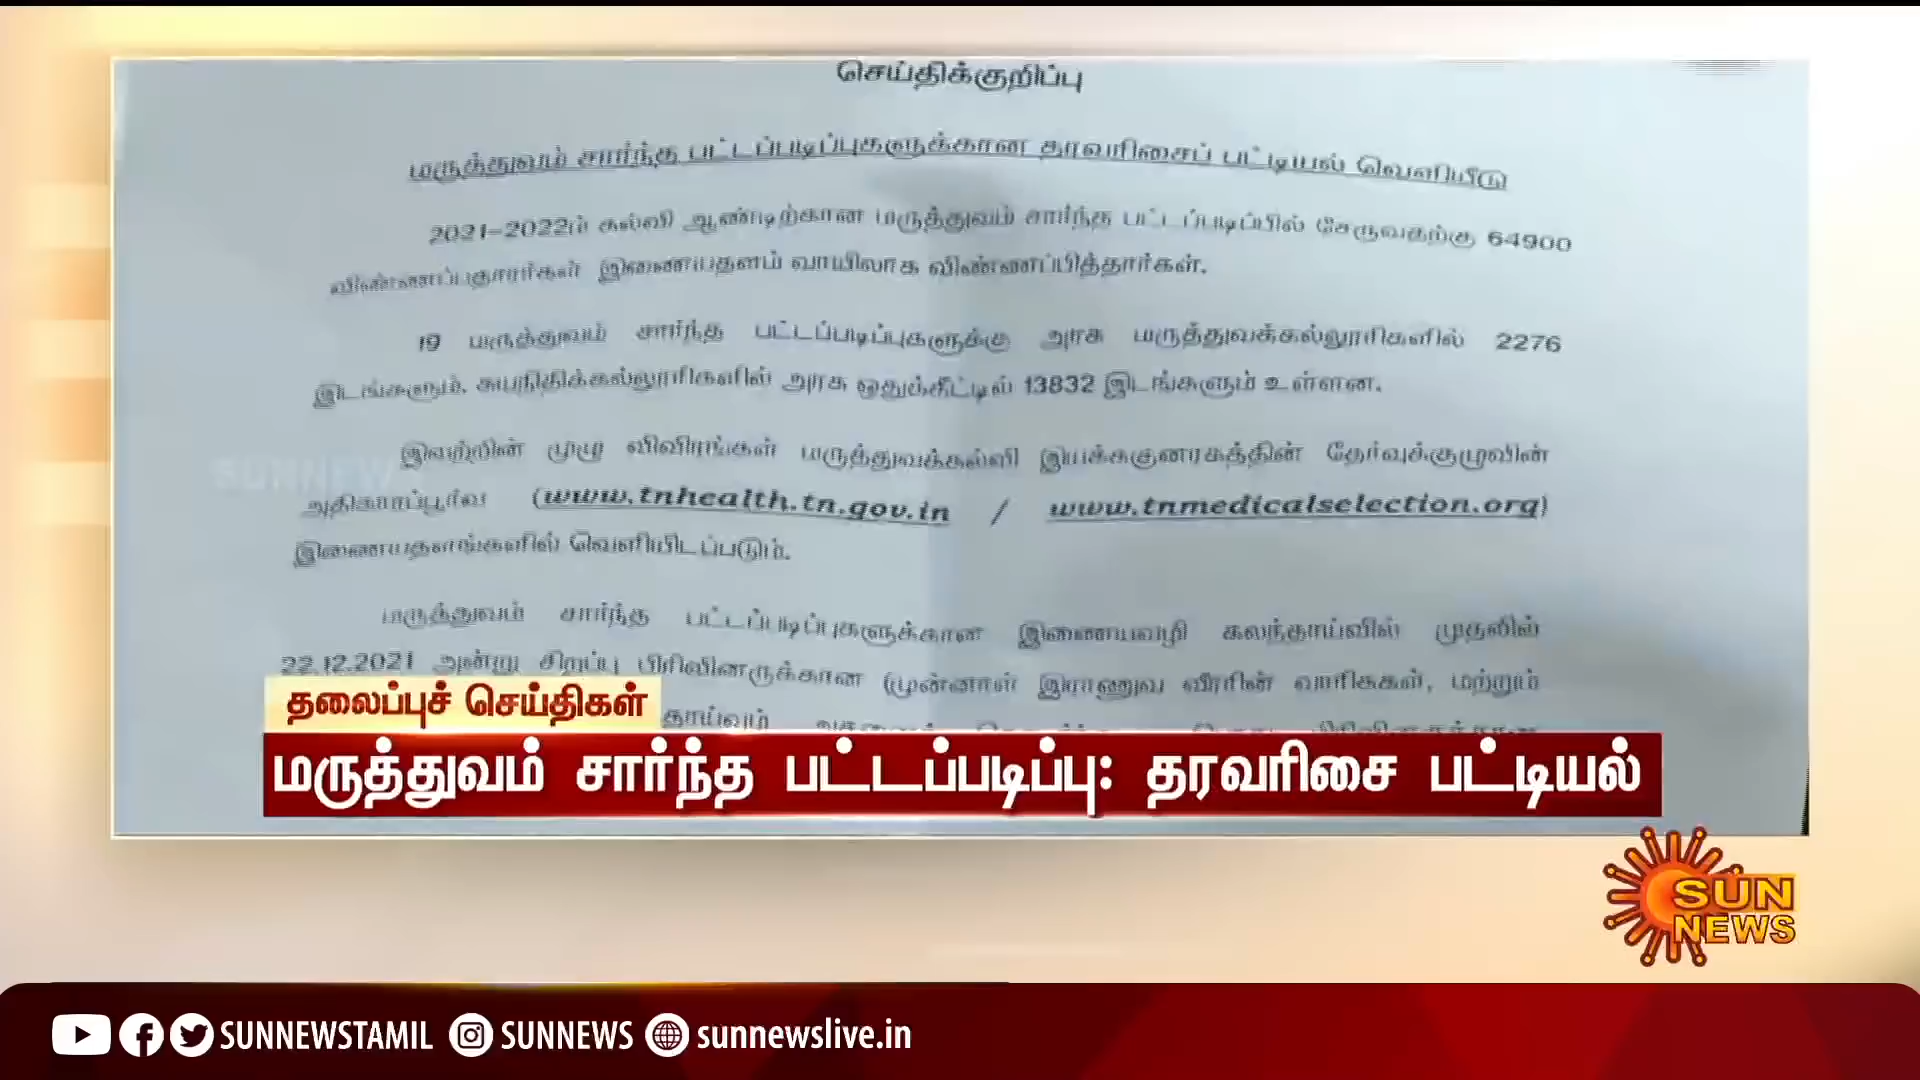 செய்திக்குறிப்பு
மருத்துவம் சார்ந்த பட்டப்படிப்புகளுக்கான தரவரிசைப் பட்டியல் வெளியீடு
2021-2022ம் கல்வி ஆண்டிற்கான மருத்துவம் சார்ந்த பட்டப்படிப்பில் சேருவதற்கு 64900
விண்ணப்பதாரர்கள் இணையதளம் வாயிலாக விண்ணப்பித்தார்கள்.
19 மருத்துவம் சார்ந்த பட்டப்படிப்புகளுக்கு அரசு மருத்துவக்கல்லூரிகளில் 2276
இடங்களும், சுயநிதிக்கல்லூரிகளில் அரசு ஒதுக்கீட்டில் 13832 இடங்களும் உள்ளன.
இவற்றின் முழு விவரங்கள் மருத்துவக்கல்வி இயக்ககுனரகத்தின் தேர்வுக்குழுவின்
அதிகாரப்பூர்வ (www.tnhealth.tn.gov.in / www.tnmedicalselection.org)
இணையதளங்களில் வெளியிடப்படும்.
மருத்துவம் சார்ந்த பட்டப்படிப்புகளுக்கான இணையவழி கலந்தாய்வில் முதலில்
22.12.2021 அன்று சிறப்பு பிரிவினருக்கான (முன்னாள் இராணுவ வீரரின் வாரிசுகள், மற்றும்
தலைப்புச் செய்திகள்
மருத்துவம் சார்ந்த பட்டப்படிப்பு: தரவரிசை பட்டியல்
SUN
NEWS
SUNNEWSTAMIL SUNNEWS sunnewslive.in